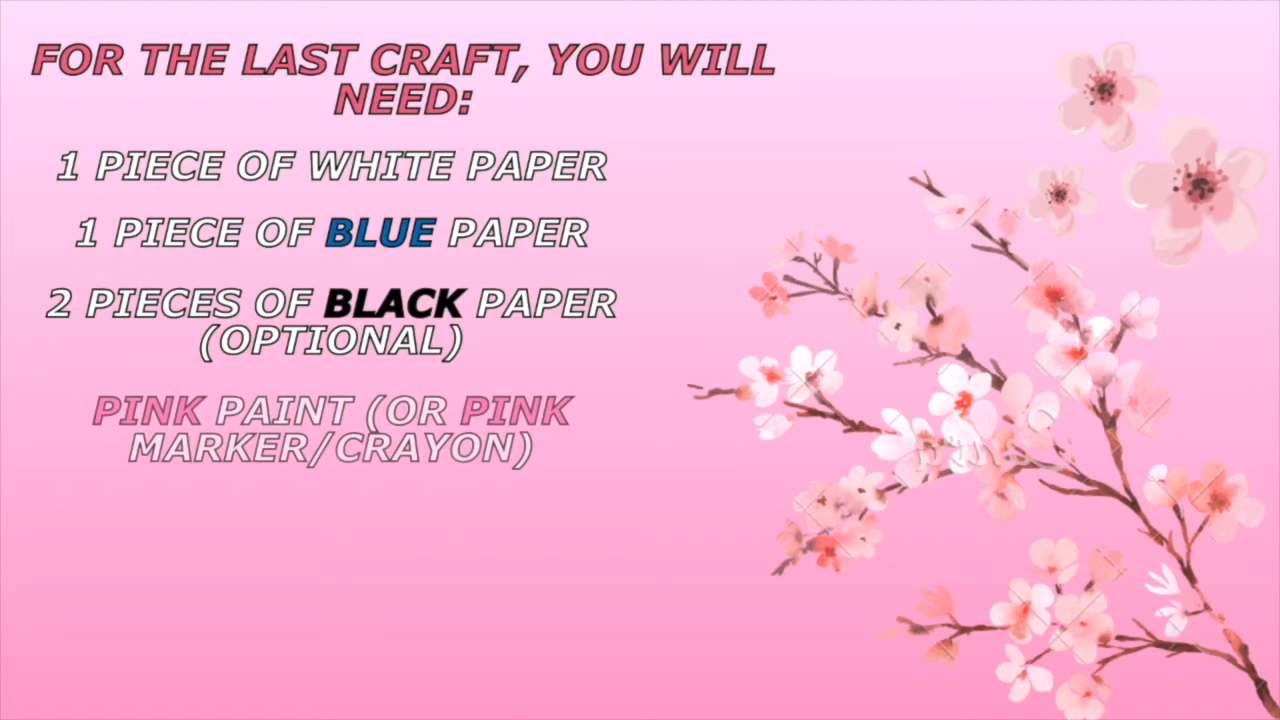 FOR THE LAST CRAFT, YOU WILL
NEED:
1 PIECE OF WHITE PAPER
1 PIECE OF BLUE PAPER
2 PIECES OF BLACK PAPER
(OPTIONAL)
PINK PAINT (OR PINK
MARKER/CRAYON)